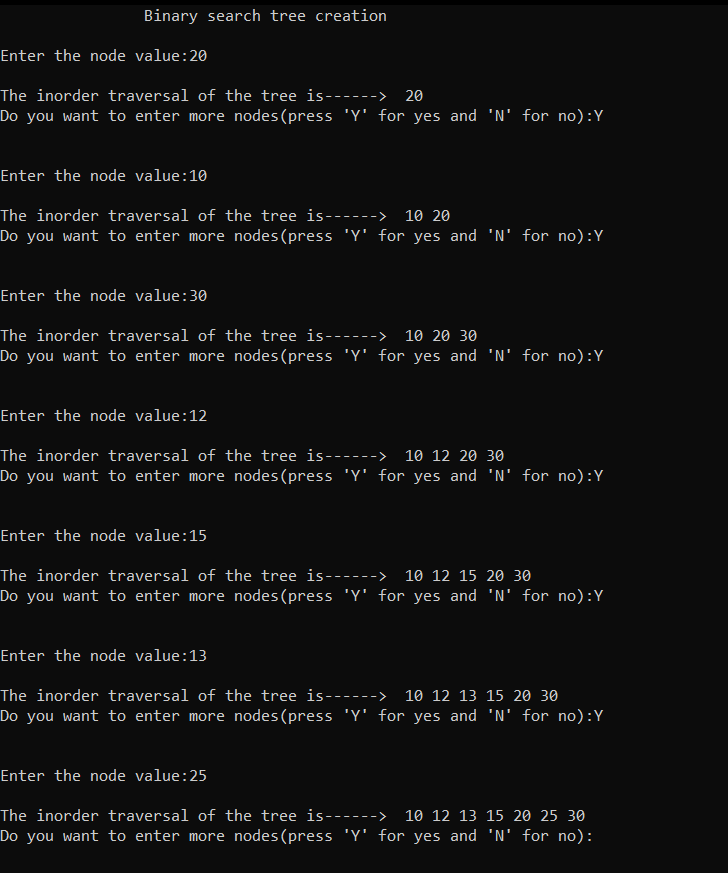 Binary search tree creation
Enter the node value:20
The inorder traversal of the tree is------>  20
Do you want to enter more nodes(press 'Y' for yes and 'N' for no):Y
Enter the node value:10
The inorder traversal of the tree is------>  10 20
Do you want to enter more nodes(press 'Y' for yes and 'N' for no):Y
Enter the node value:30
The inorder traversal of the tree is------>  10 20 30
Do you want to enter more nodes(press 'Y' for yes and 'N' for no):Y
Enter the node value:12
The inorder traversal of the tree is------>  10 12 20 30
Do you want to enter more nodes(press 'Y' for yes and 'N' for no):Y
Enter the node value:15
The inorder traversal of the tree is------>  10 12 15 20 30
Do you want to enter more nodes(press 'Y' for yes and 'N' for no):Y
Enter the node value:13
The inorder traversal of the tree is------>  10 12 13 15 20 30
Do you want to enter more nodes(press 'Y' for yes and 'N' for no):Y
Enter the node value:25
The inorder traversal of the tree is------>  10 12 13 15 20 25 30
Do you want to enter more nodes(press 'Y' for yes and 'N' for no):